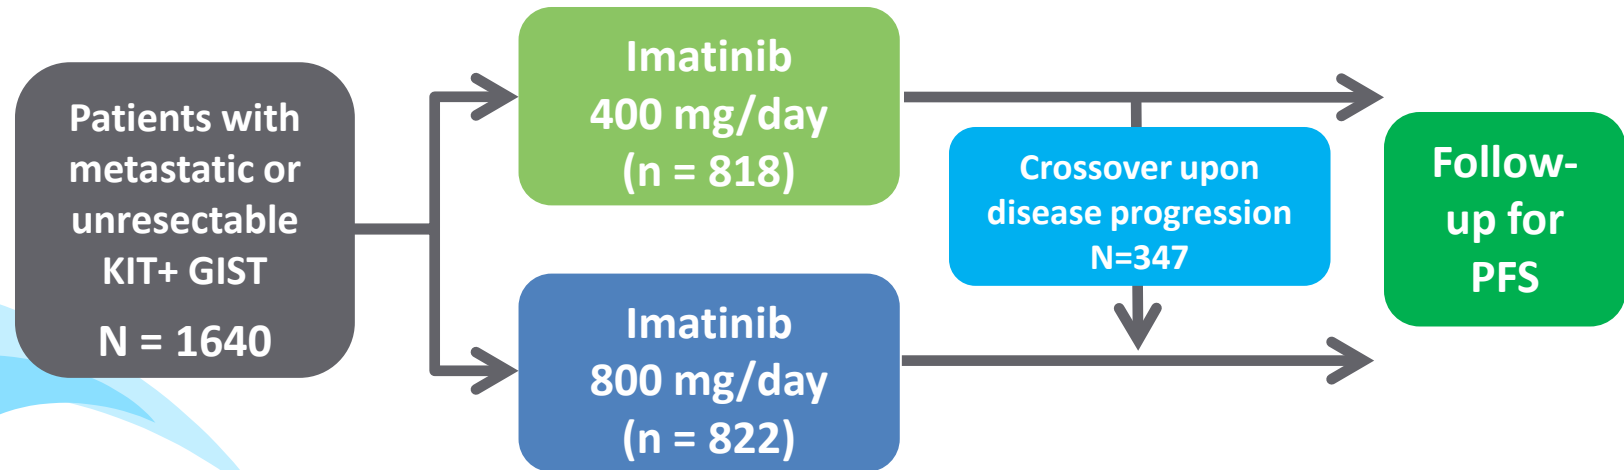 Patients with
metastatic or
unresectable
KIT+ GIST
N = 1640
Imatinib
400 mg/day
(n = 818)
Imatinib
800 mg/day
(n = 822)
Crossover upon
disease progression
N=347
Follow-
up for
PFS